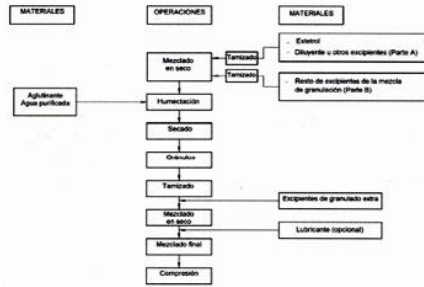 MATERIALES
OPERACIONES
MATERIALES
Mezclado
en seco
Tamizado
- Estetrol
- Diluyente u otros excipientes (Parte A)
Tamizado
- Resto de excipientes de la mezcla
de granulación (Parte B)
Aglutinante
Agua purificada
Humectación
Secado
Gránulos
Tamizado
Excipientes de granulado extra
Mezclado
en seco
Lubricante (opcional)
Mezclado final
Compresión